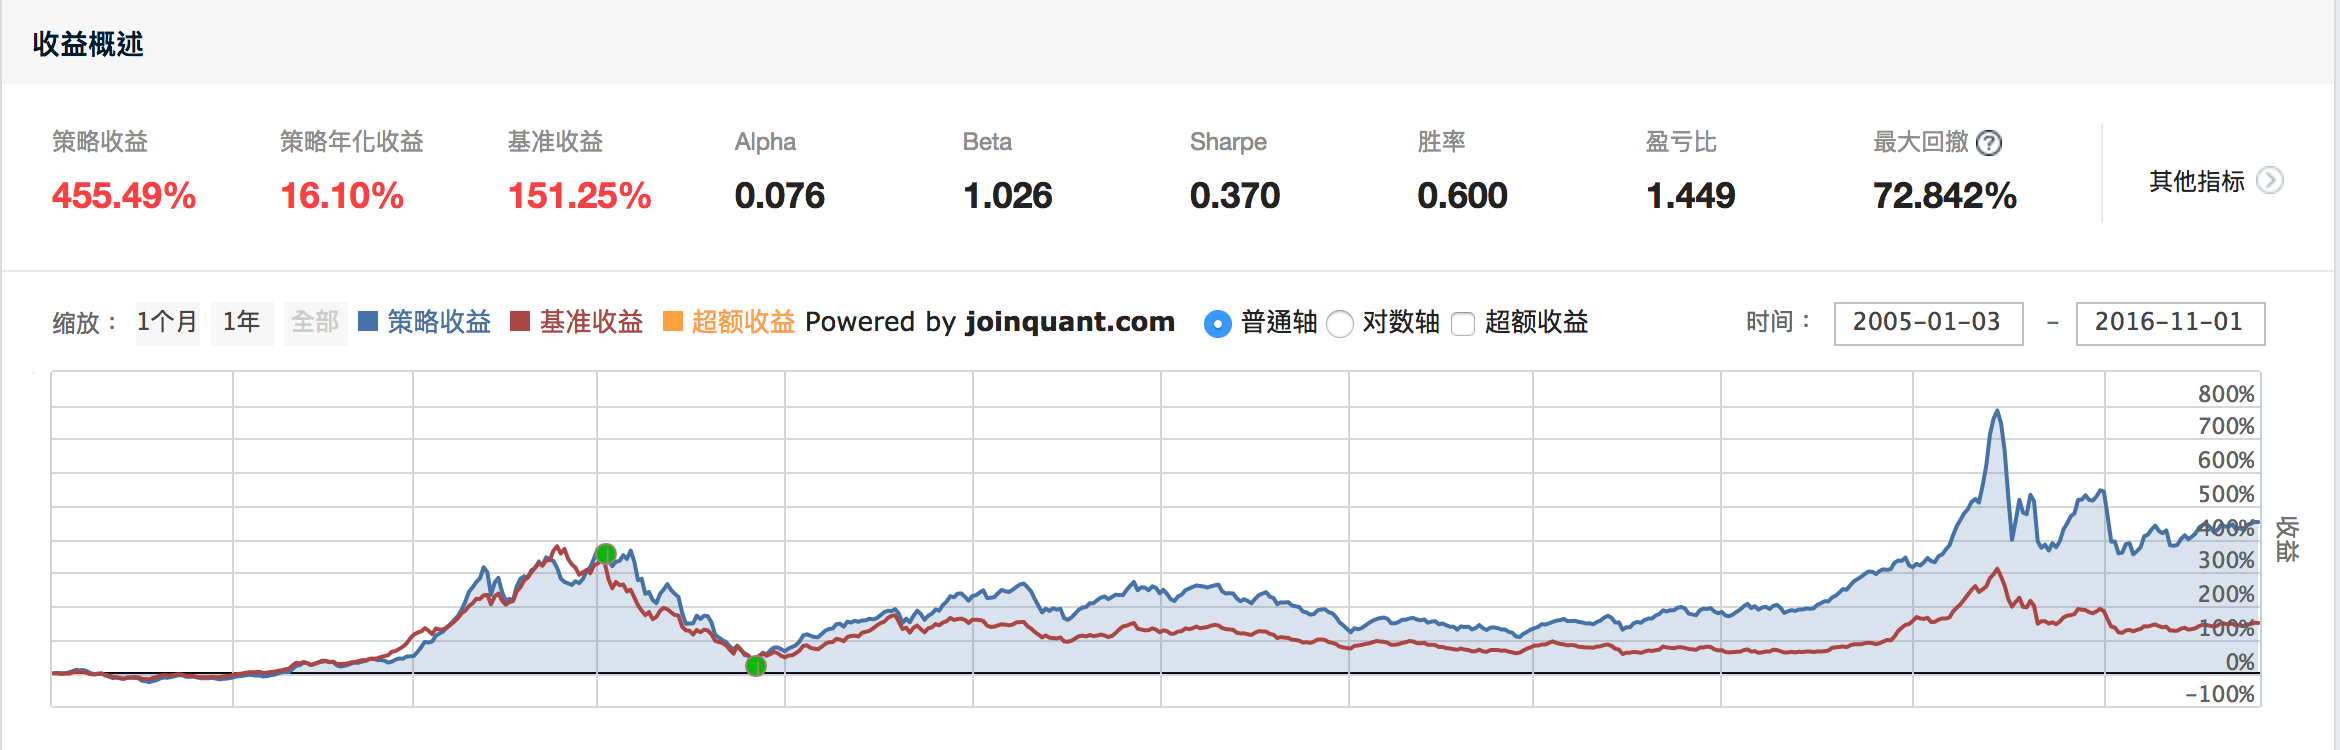 收益概述
策略收益 策略年化收益 基准收益 Alpha Beta Sharpe 胜率 盈亏比 最大回撤 ?
455.49% 16.10% 151.25% 0.076 1.026 0.370 0.600 1.449 72.842% 其他指标
缩放： 1个月 1年 全部 策略收益 基准收益 超额收益 Powered by joinquant.com 普通轴 对数轴 超额收益 时间： 2005-01-03 - 2016-11-01
800%
700%
600%
500%
400%
300%
200%
100%
0%
-100%
收益